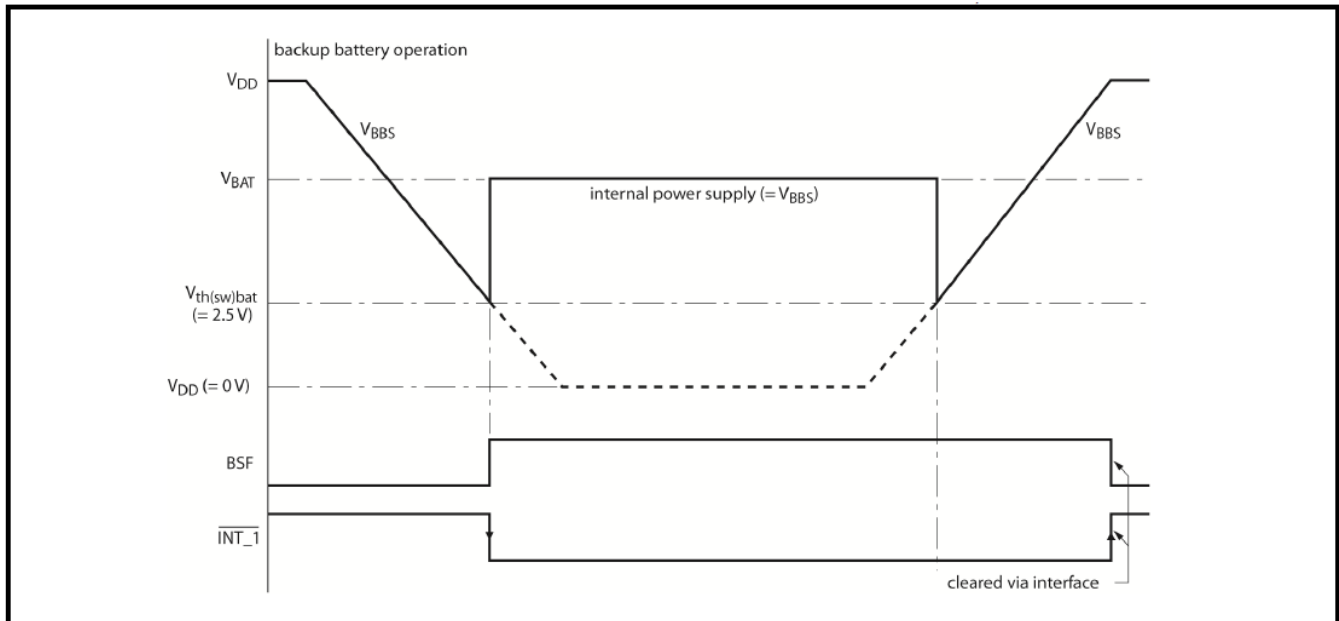 backup battery operation
VDD
VBBS
VBBS
VBAT
internal power supply (= VBBS)
Vth(sw)bat
(= 2.5 V)
VDD (= 0 V)
BSF
INT_1
cleared via interface